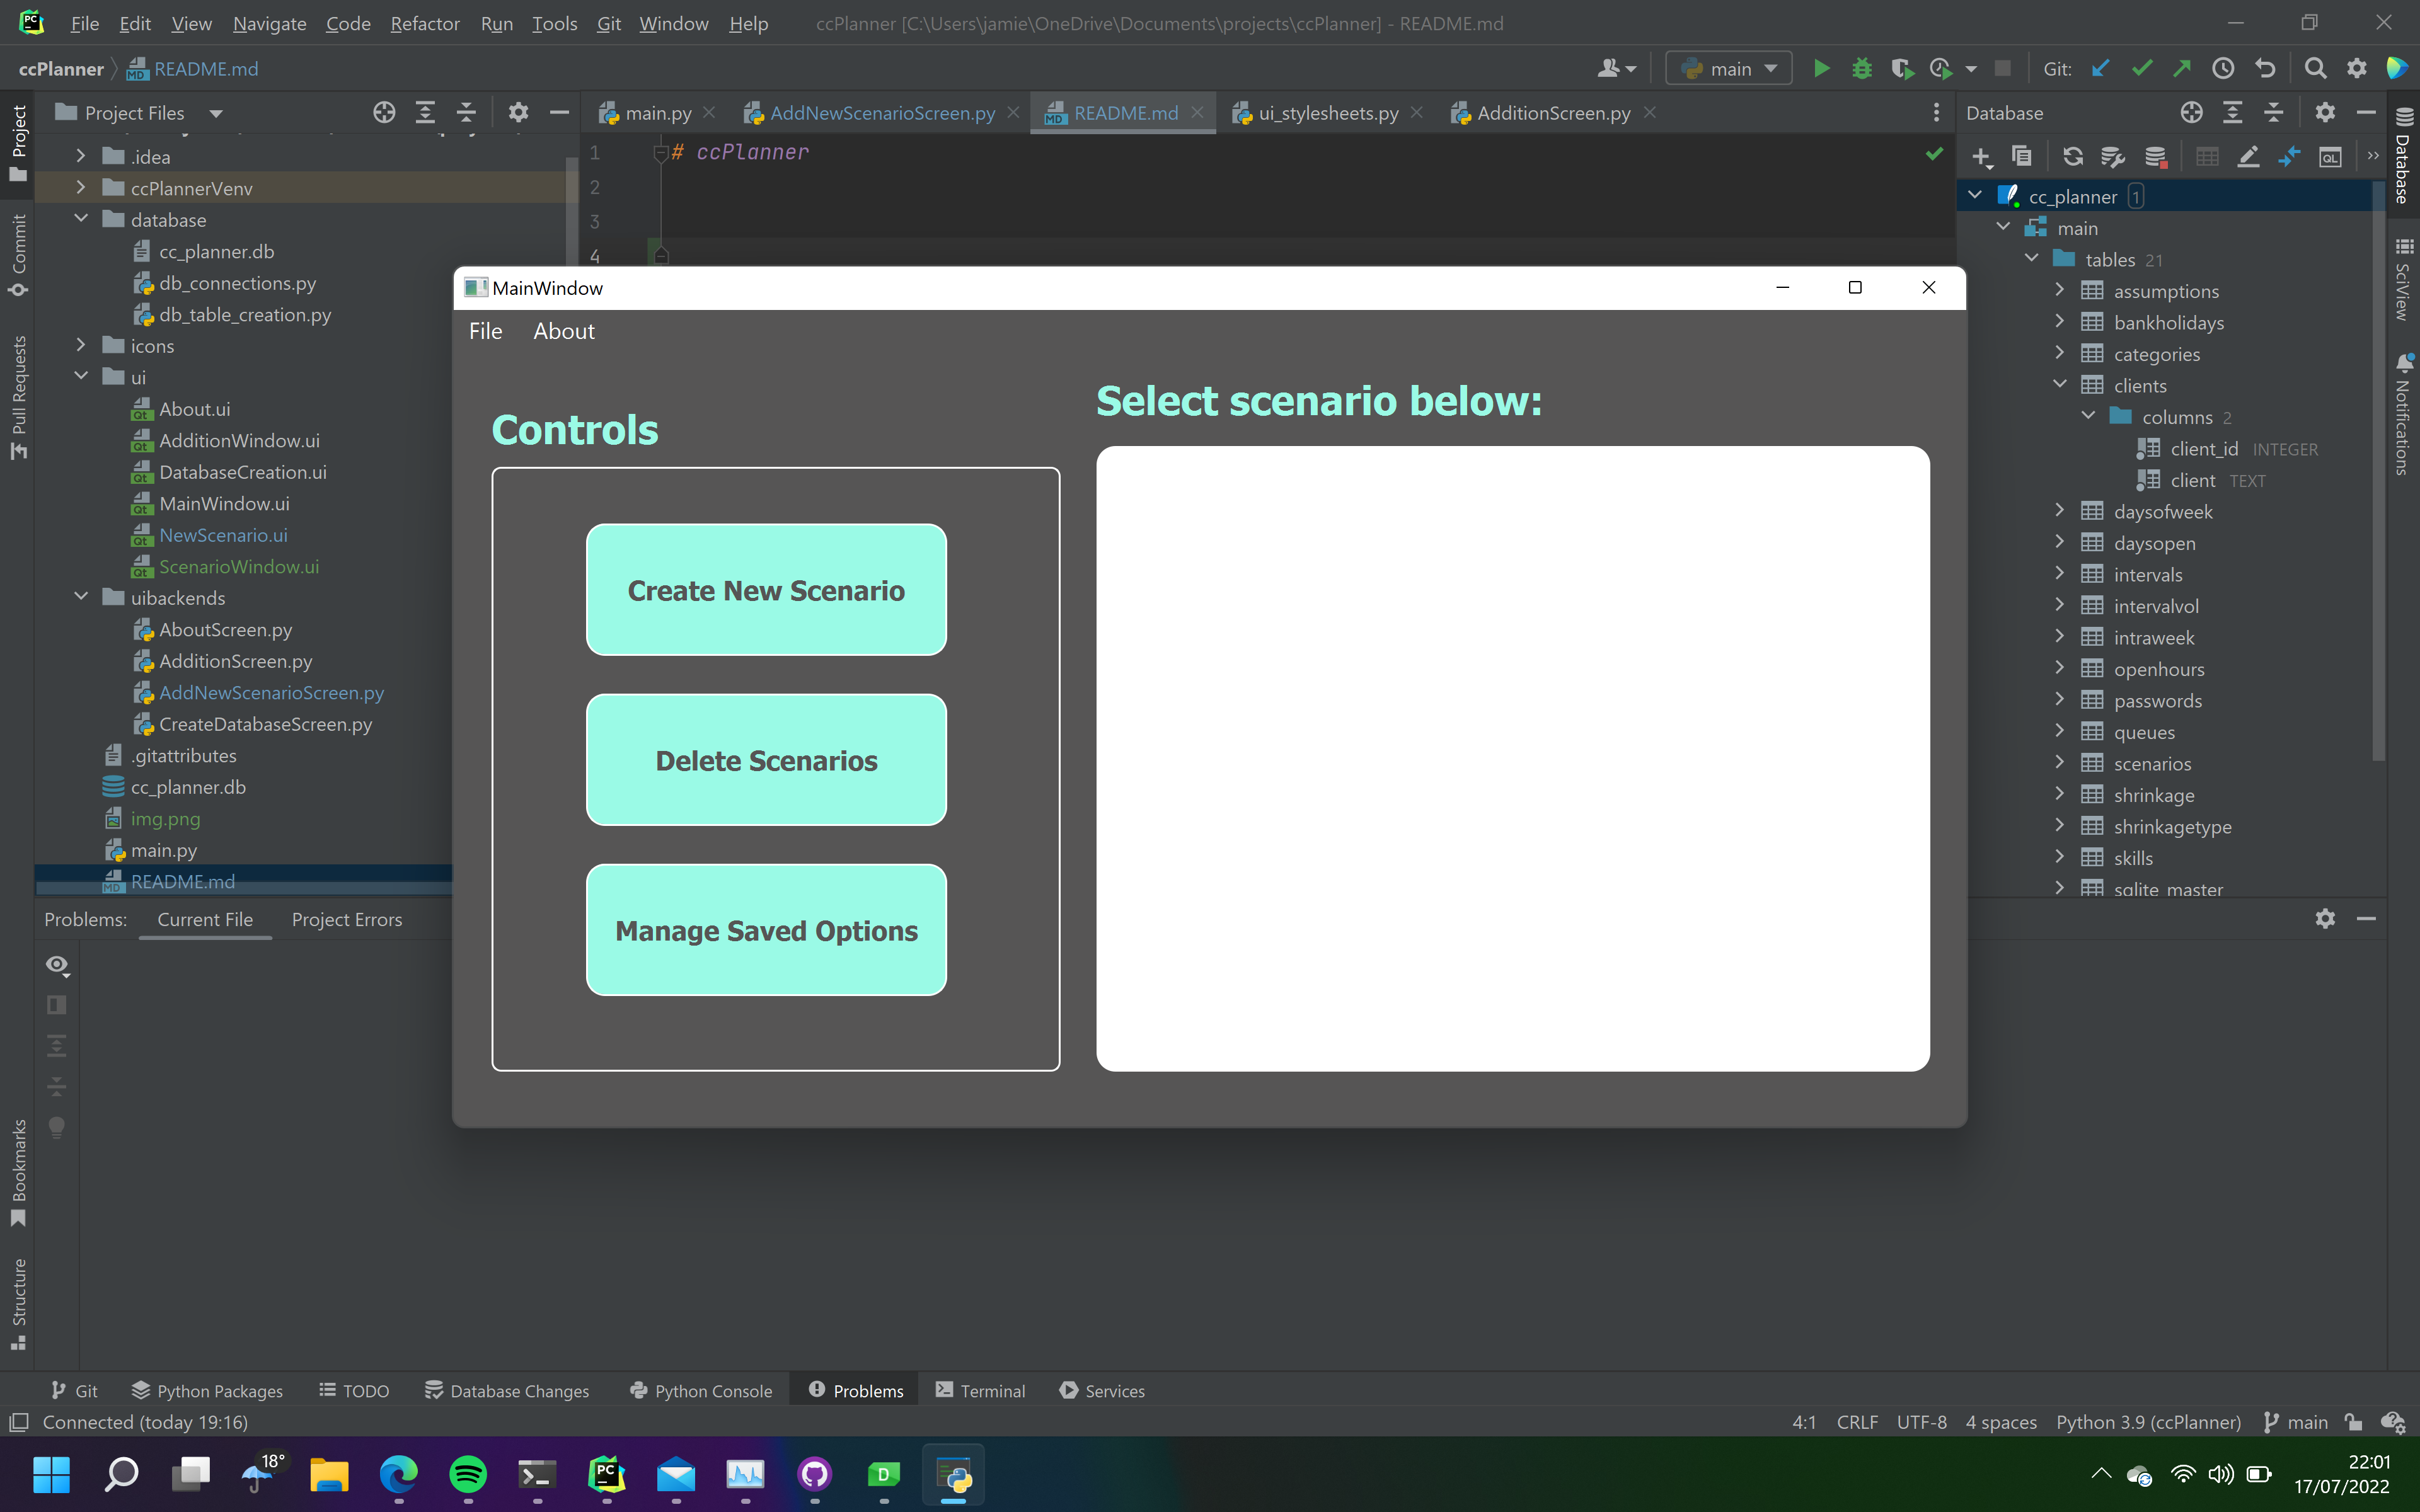 File Edit View Navigate Code Refactor Run Tools Git Window Help ccPlanner [C:\Users\jamie\OneDrive\Documents\projects\ccPlanner] - README.md
ccPlanner README.md main Git:
Project Files
main.py AddNewScenarioScreen.py README.md ui_stylesheets.py AdditionScreen.py
Database
Project
Commit
Pull Requests
Bookmarks
Structure
.idea
ccPlannerVenv
database
cc_planner.db
db_connections.py
db_table_creation.py
icons
ui
About.ui
AdditionWindow.ui
DatabaseCreation.ui
MainWindow.ui
NewScenario.ui
ScenarioWindow.ui
uibackends
AboutScreen.py
AdditionScreen.py
AddNewScenarioScreen.py
CreateDatabaseScreen.py
.gitattributes
cc_planner.db
img.png
main.py
README.md
1 # ccPlanner
2
3
4
MainWindow
File About
Controls
Create New Scenario
Delete Scenarios
Manage Saved Options
Select scenario below:
cc_planner 1
main
tables 21
assumptions
bankholidays
categories
clients
columns 2
client_id INTEGER
client TEXT
daysofweek
daysopen
intervals
intervalvol
intraweek
openhours
passwords
queues
scenarios
shrinkage
shrinkagetype
skills
sqlite_master
Database
SciView
Notifications
Problems: Current File Project Errors
Git Python Packages TODO Database Changes Python Console Problems Terminal Services
Connected (today 19:16) 4:1 CRLF UTF-8 4 spaces Python 3.9 (ccPlanner) main
18°
22:01
17/07/2022